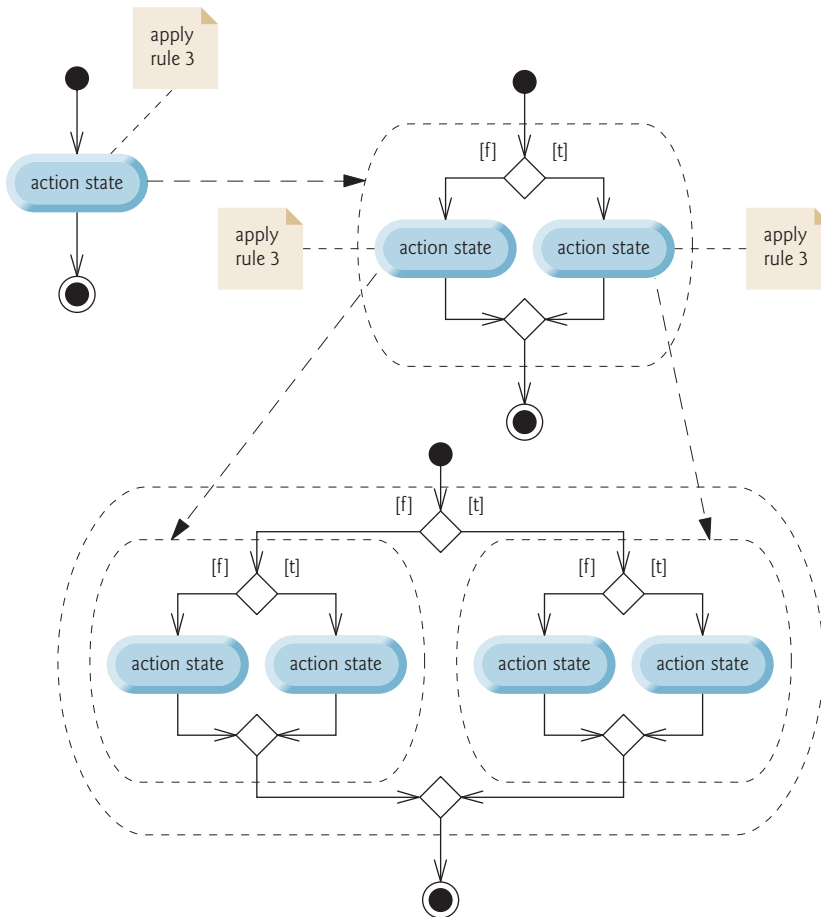 apply
rule 3
action state
[f] [t]
apply
rule 3
action state
action state
apply
rule 3
[f] [t]
[f] [t]
[f] [t]
action state
action state
action state
action state